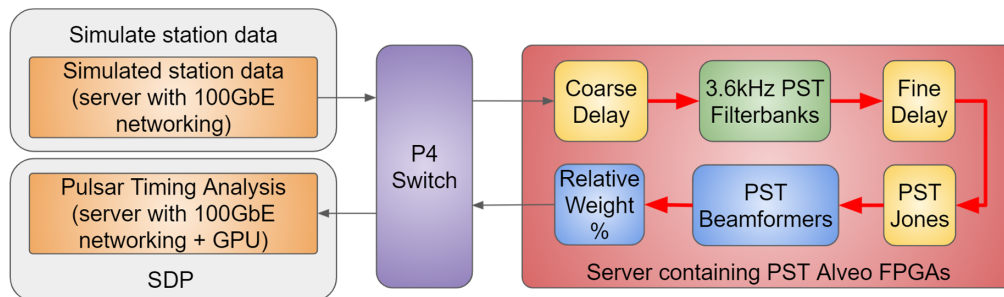 Simulate station data
Simulated station data
(server with 100GbE
networking)
Pulsar Timing Analysis
(server with 100GbE
networking + GPU)
SDP
P4
Switch
Coarse
Delay
3.6kHz PST
Filterbanks
Fine
Delay
Relative
Weight
%
PST
Beamformers
PST
Jones
Server containing PST Alveo FPGAs